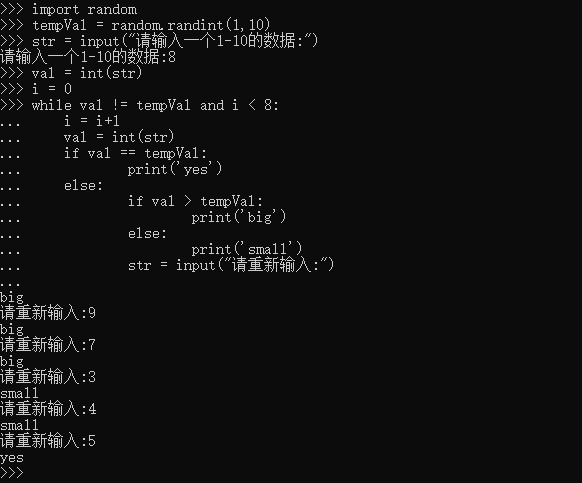 >>> import random
>>> tempVal = random.randint(1,10)
>>> str = input("请输入一个1-10的数据:")
请输入一个1-10的数据:8
>>> val = int(str)
>>> i = 0
>>> while val != tempVal and i < 8:
...     i = i+1
...     val = int(str)
...     if val == tempVal:
...             print('yes')
...     else:
...             if val > tempVal:
...                     print('big')
...             else:
...                     print('small')
...             str = input("请重新输入:")
...
big
请重新输入:9
big
请重新输入:7
big
请重新输入:3
small
请重新输入:4
small
请重新输入:5
yes
>>>